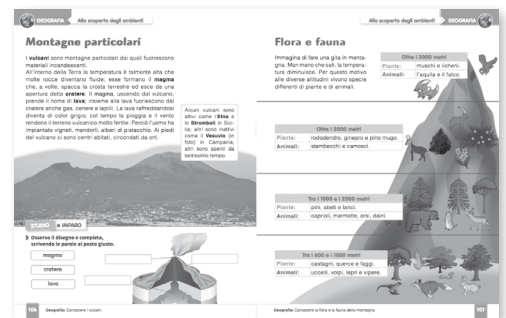 GEOGRAFIA Alla scoperta degli ambienti
Montagne particolari
I vulcani sono montagne particolari dai quali fuoriescono
materiali incandescenti.
All'interno della Terra la temperatura è talmente alta che
molte rocce diventano fluide; esse formano il magma
che, a volte, spacca la crosta terrestre ed esce da una
apertura detta cratere. Il magma, uscendo dal vulcano,
prende il nome di lava; insieme alla lava fuoriescono dal
cratere anche gas, cenere e lapilli. La lava raffreddandosi
diventa di color grigio; col tempo la pioggia e il vento
rendono il terreno vulcanico molto fertile. Perciò l'uomo ha
impiantato vigneti, mandorli, alberi di pistacchio. Ai piedi
del vulcano ci sono centri abitati, circondati da orti.
Alcuni vulcani sono
attivi come l'Etna e
lo Stromboli in Sici-
lia; altri sono inattivi
come il Vesuvio (in
foto) in Campania;
altri sono spenti da
tantissimo tempo.
STUDIO e IMPARO
Osserva il disegno e completa,
scrivendo le parole al posto giusto.
magma
cratere
lava
106 Geografia: Conoscere i vulcani.
Alla scoperta degli ambienti GEOGRAFIA
Flora e fauna
Immagina di fare una gita in monta-
gna. Man mano che sali, la tempera-
tura diminuisce. Per questo motivo
alle diverse altitudini vivono specie
differenti di piante e di animali.
Oltre i 3000 metri
Piante: muschi e licheni.
Animali: l'aquila e il falco.
Oltre i 2000 metri
Piante: rododendro, ginepro e pino mugo.
Animali: stambecchi e camosci.
Tra i 1000 e i 2000 metri
Piante: pini, abeti e larici.
Animali: caprioli, marmotte, orsi, daini.
Tra i 600 e i 1000 metri
Piante: castagni, querce e faggi.
Animali: uccelli, volpi, lepri e vipere.
Geografia: Conoscere la flora e la fauna della montagna. 107